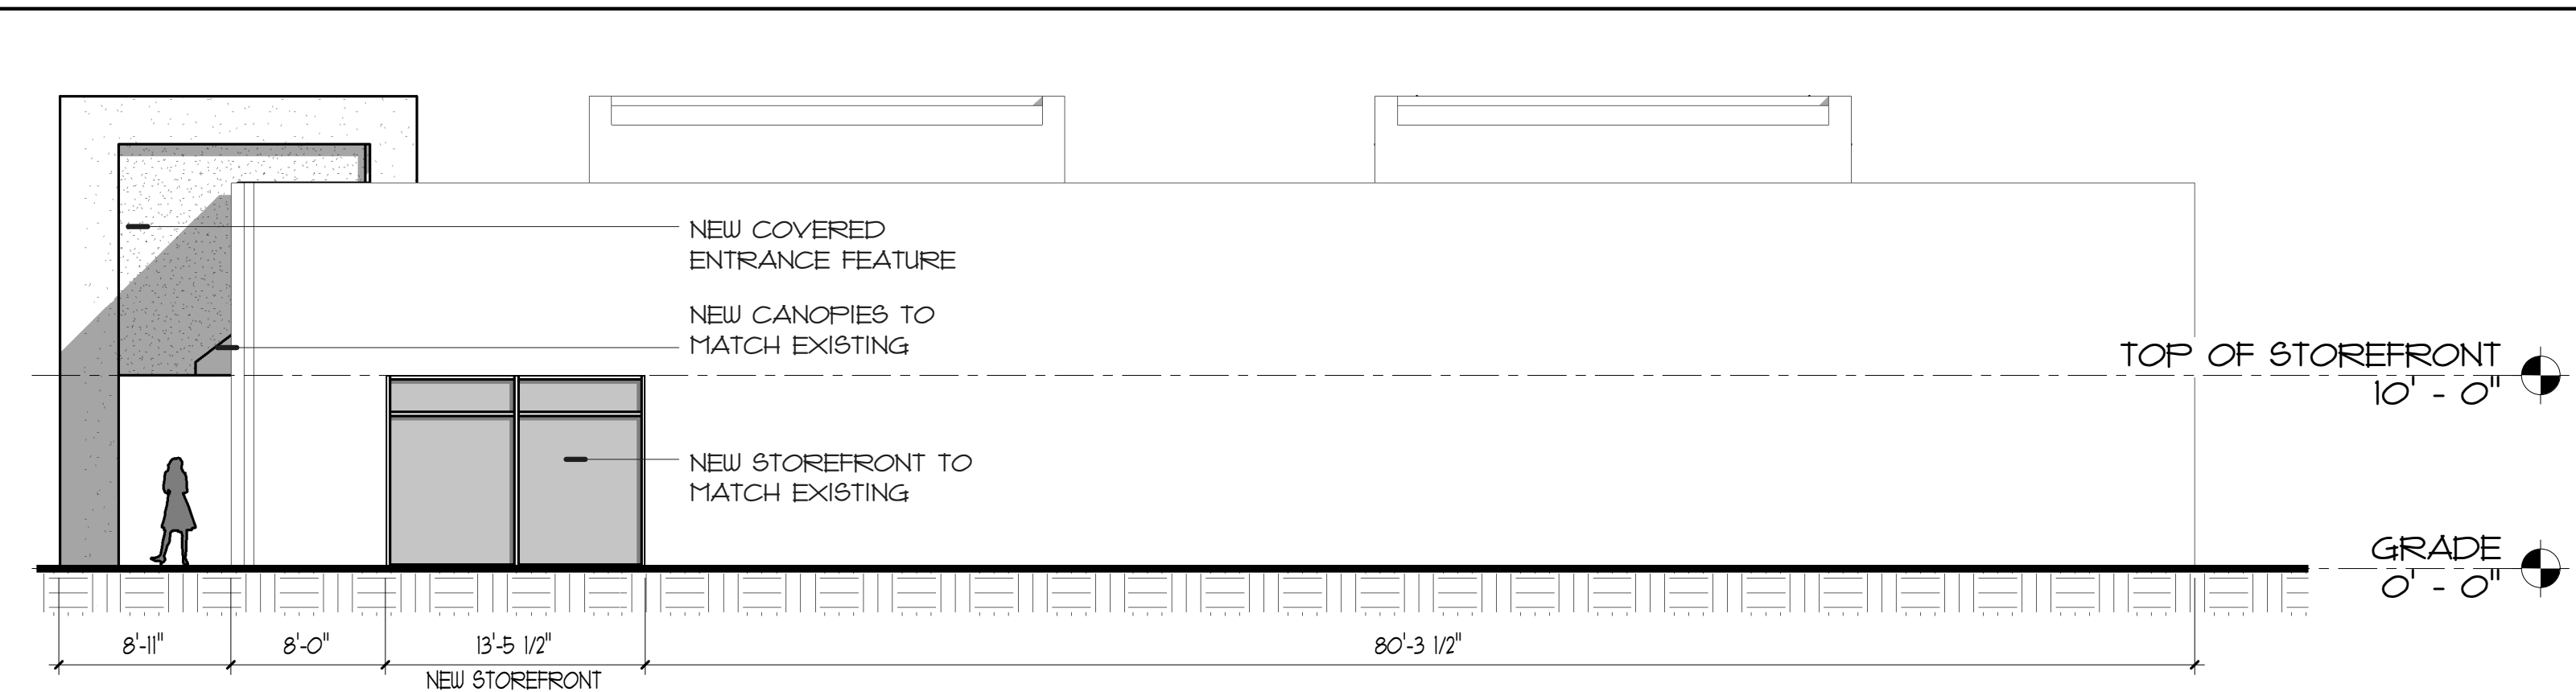 NEW COVERED
ENTRANCE FEATURE
NEW CANOPIES TO
MATCH EXISTING
TOP OF STOREFRONT
10' - 0"
NEW STOREFRONT TO
MATCH EXISTING
GRADE
0' - 0"
8'-11"
8'-0"
13'-5 1/2"
80'-3 1/2"
NEW STOREFRONT